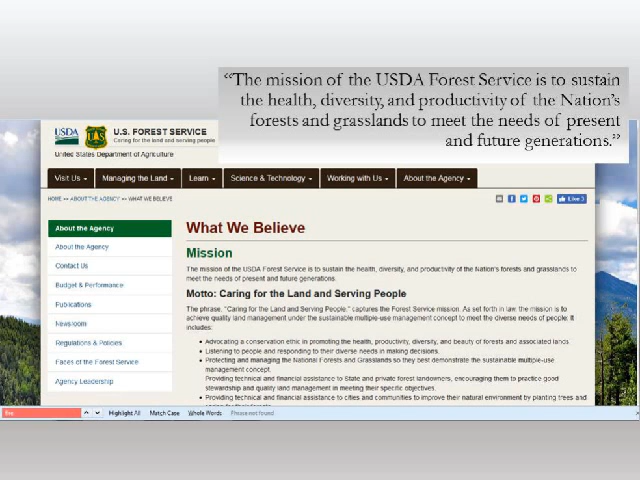 “The mission of the USDA Forest Service is to sustain
the health, diversity, and productivity of the Nation’s
forests and grasslands to meet the needs of present
and future generations.”
USDA
U.S. FOREST SERVICE
Caring for the land and serving people
United States Department of Agriculture
Visit Us
Managing the Land
Learn
Science & Technology
Working with Us
About the Agency
HOME >> ABOUT THE AGENCY >> WHAT WE BELIEVE
Like 3
About the Agency
About the Agency
Contact Us
Budget & Performance
Publications
Newsroom
Regulations & Policies
Faces of the Forest Service
Agency Leadership
What We Believe
Mission
The mission of the USDA Forest Service is to sustain the health, diversity, and productivity of the Nation's forests and grasslands to
meet the needs of present and future generations.
Motto: Caring for the Land and Serving People
The phrase, "Caring for the Land and Serving People," captures the Forest Service mission. As set forth in law, the mission is to
achieve quality land management under the sustainable multiple-use management concept to meet the diverse needs of people: It
includes:
• Advocating a conservation ethic in promoting the health, productivity, diversity, and beauty of forests and associated lands.
• Listening to people and responding to their diverse needs in making decisions.
• Protecting and managing the National Forests and Grasslands so they best demonstrate the sustainable multiple-use
management concept.
Providing technical and financial assistance to State and private forest landowners, encouraging them to practice good
stewardship and quality land management in meeting their specific objectives.
• Providing technical and financial assistance to cities and communities to improve their natural environment by planting trees and
Highlight All
Match Case
Whole Words
Phrase not found